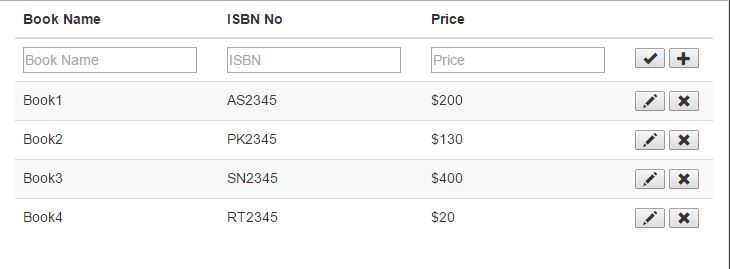 Book Name ISBN No Price
Book Name ISBN Price
Book1 AS2345 $200
Book2 PK2345 $130
Book3 SN2345 $400
Book4 RT2345 $20